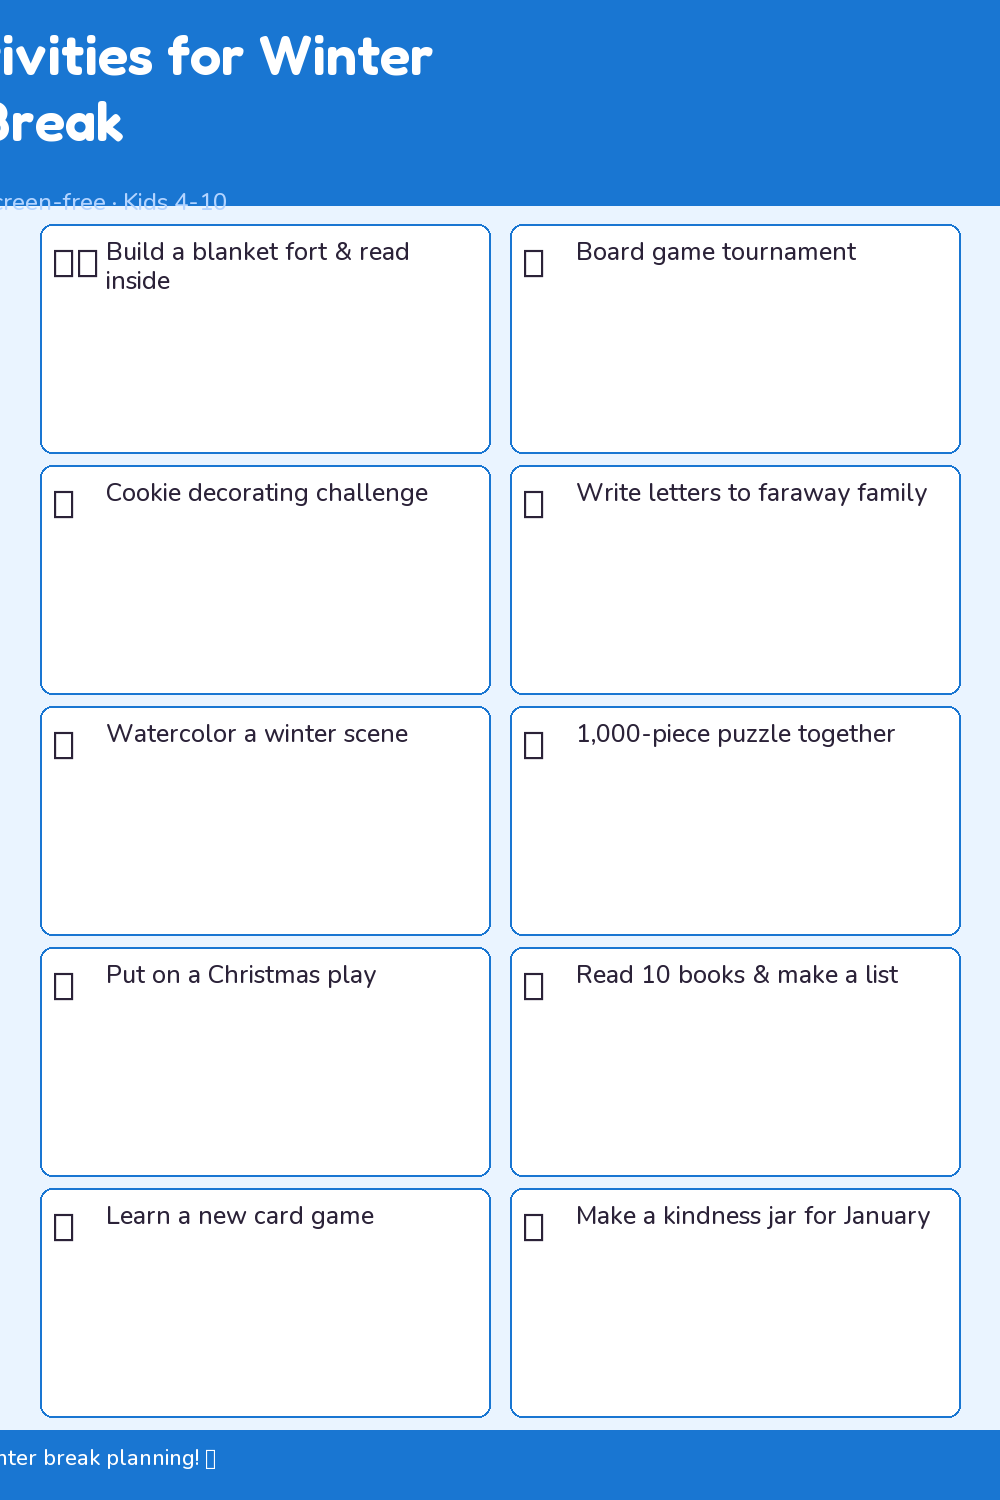 ivities for Winter
Break
creen-free · Kids 4-10
Build a blanket fort & read
inside
Board game tournament
Cookie decorating challenge
Write letters to faraway family
Watercolor a winter scene
1,000-piece puzzle together
Put on a Christmas play
Read 10 books & make a list
Learn a new card game
Make a kindness jar for January
nter break planning!